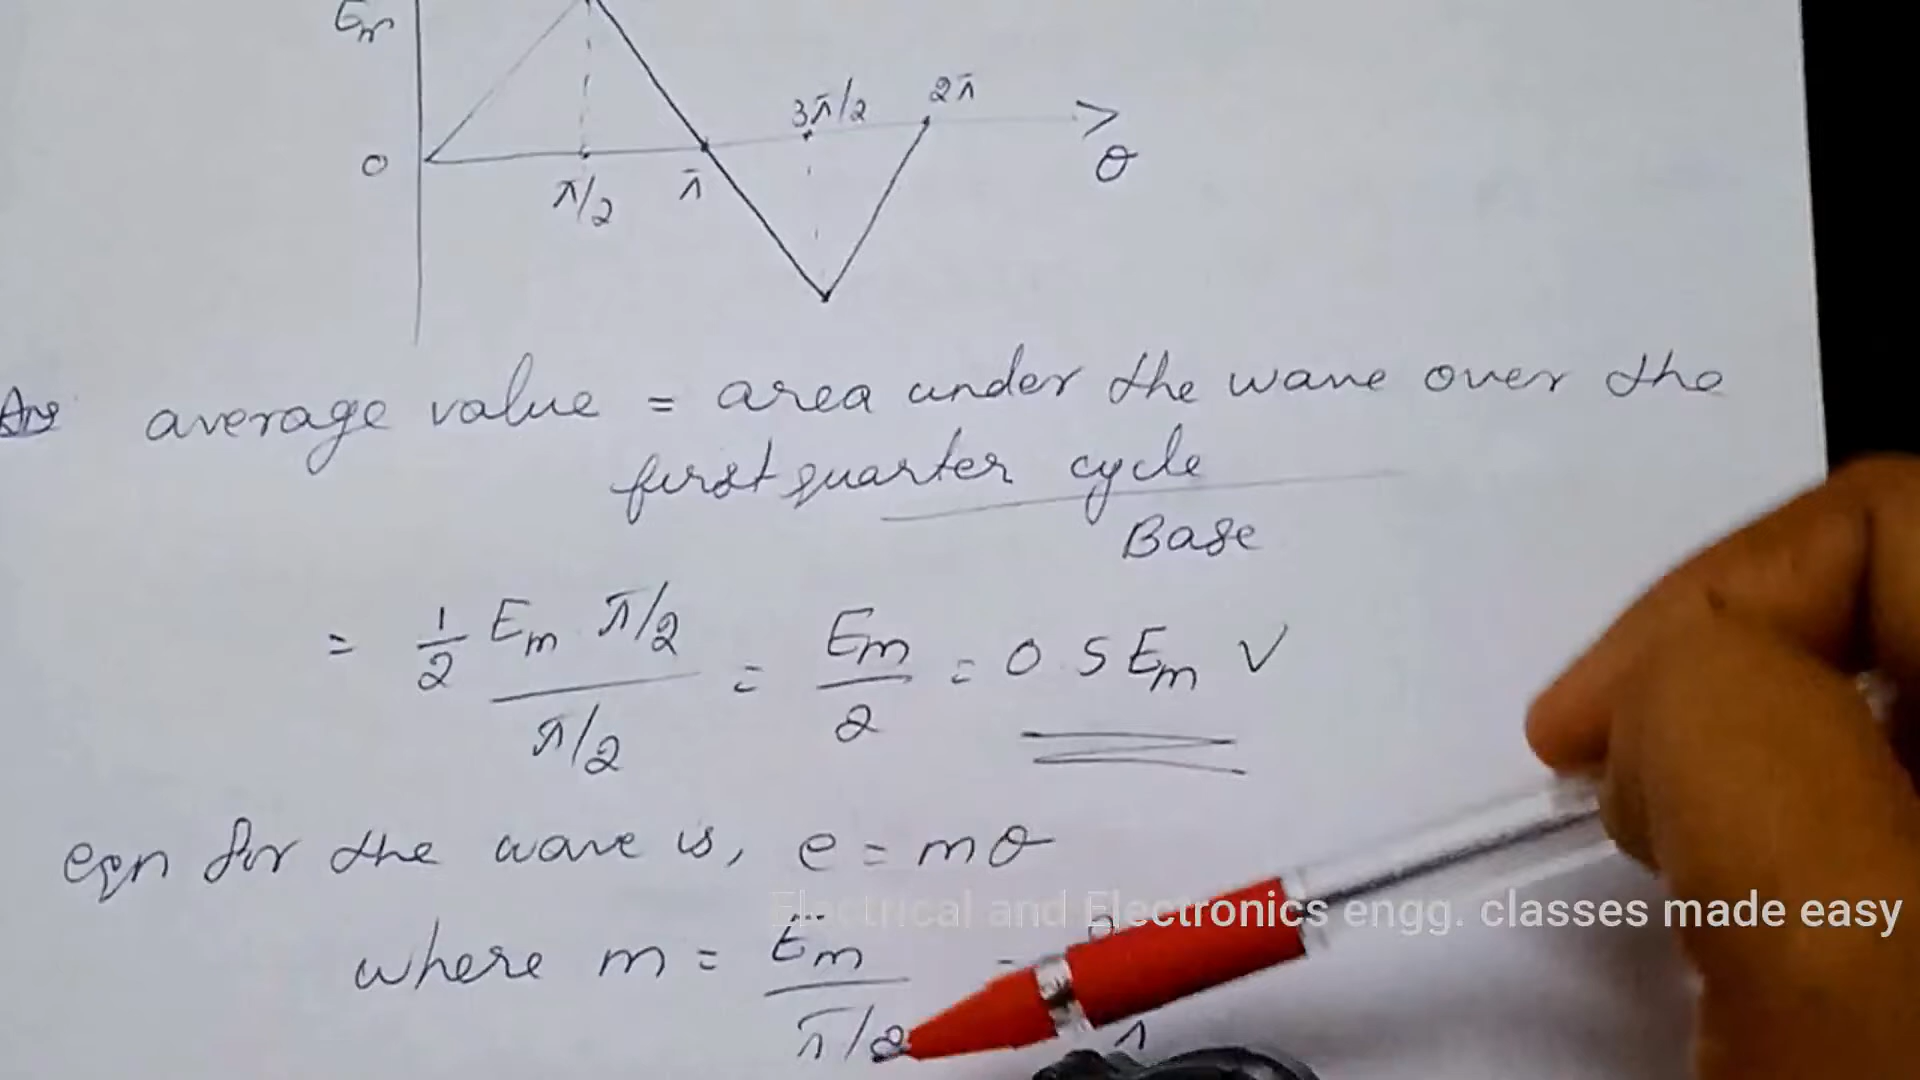 Em
3π/2 2π
0 θ
π/2 π
Ans average value = area under the wave over the
first quarter cycle
Base
= 1/2 Em π/2 / π/2 = Em/2 = 0.5 Em V
eqn for the wave is, e = mθ
Electrical and Electronics engg. classes made easy
where m = Em / π/2 =